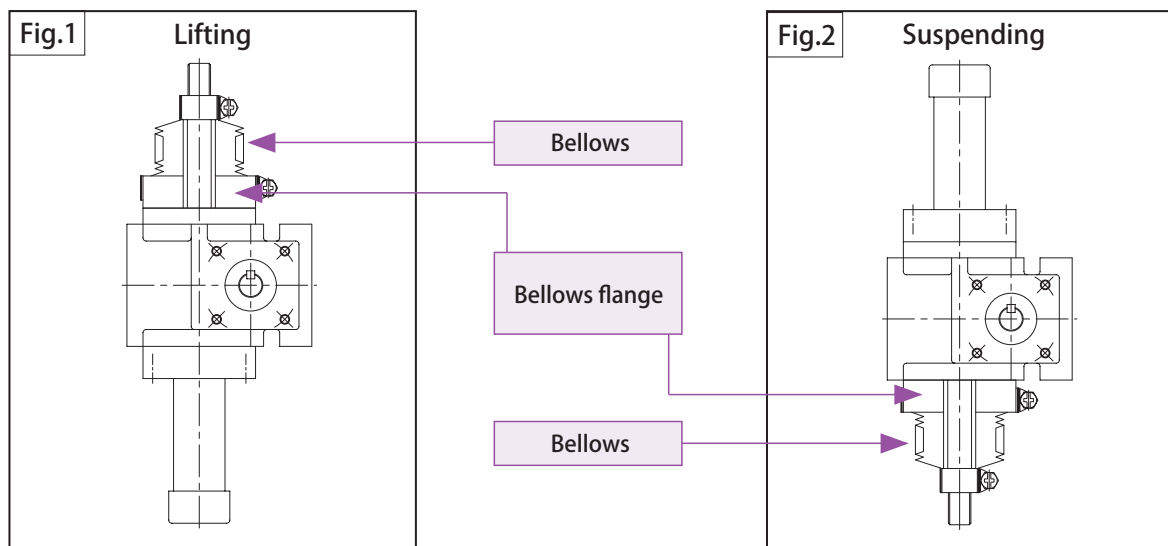 Fig.1
Lifting
Fig.2
Suspending
Bellows
Bellows flange
Bellows